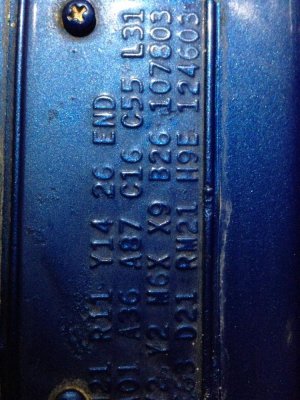 21 R11 Y14 26 END
01 A36 A87 C16 C55 L31
Y2 M6X X9 B26 107803
D21 RM21 H9E 124603